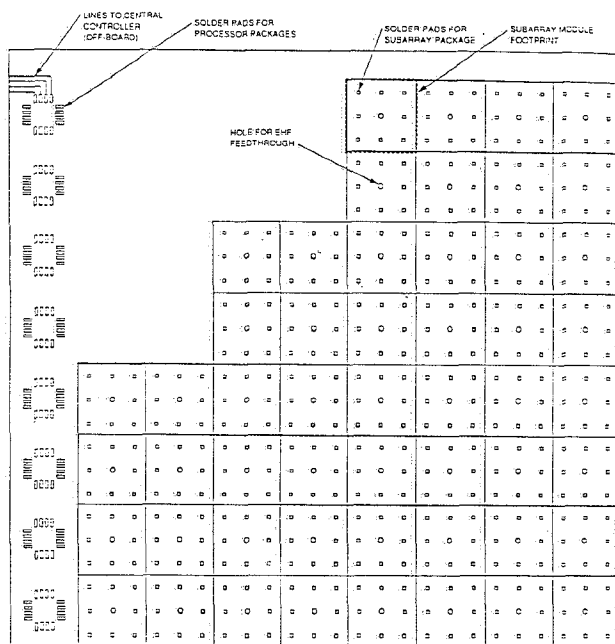 LINES TO CENTRAL
CONTROLLER
(OFF-BOARD)
SOLDER PADS FOR
PROCESSOR PACKAGES
SOLDER PADS FOR
SUBARRAY PACKAGE
SUBARRAY MODULE
FOOTPRINT
HOLE FOR EHF
FEEDTHROUGH